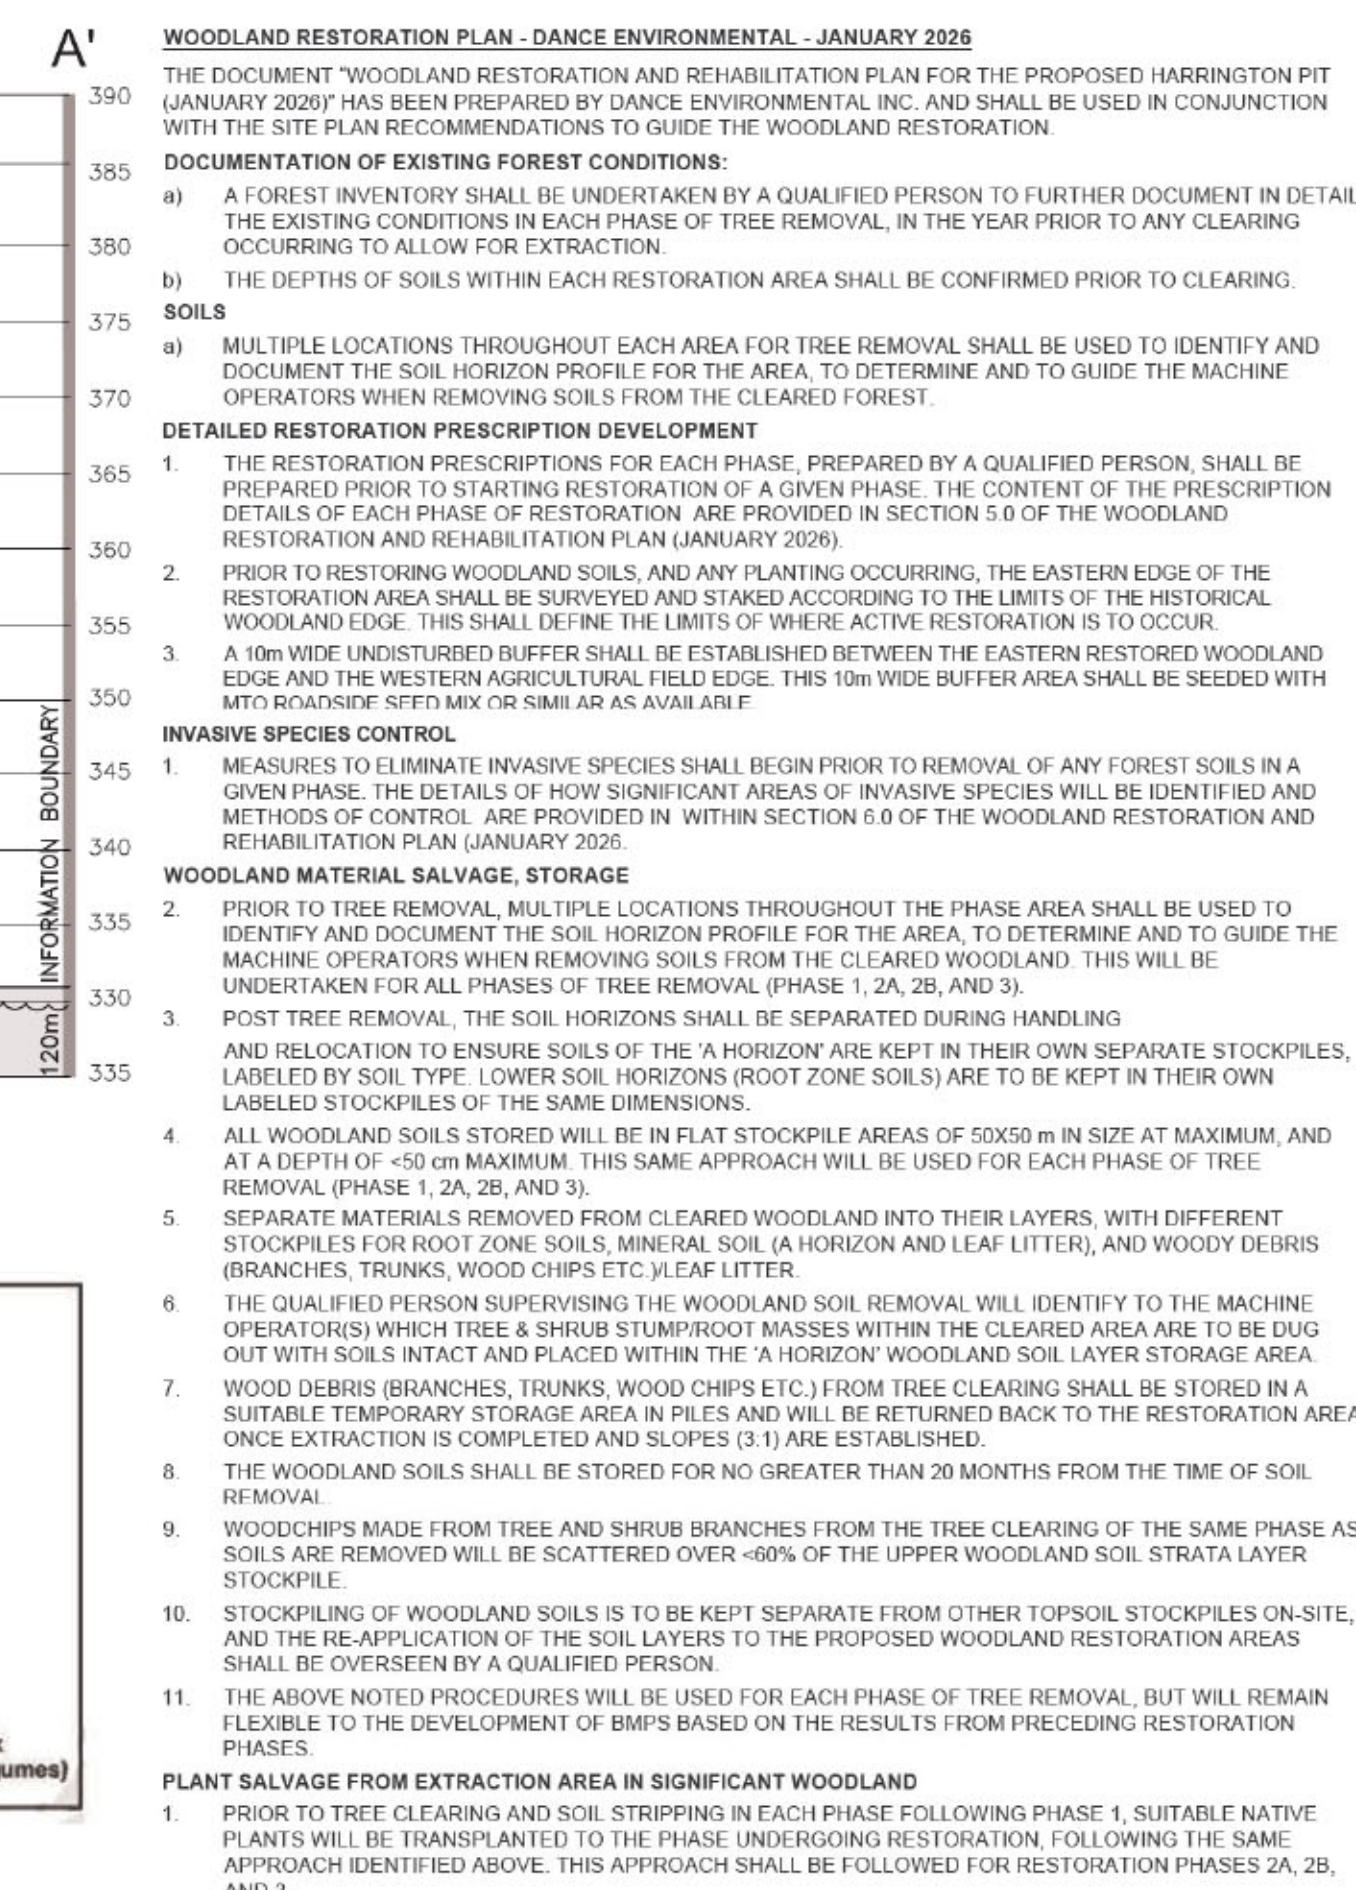 A'
390
385
380
375
370
365
360
355
350
345
340
335
330
335
INFORMATION BOUNDARY
120m
umes)
WOODLAND RESTORATION PLAN - DANCE ENVIRONMENTAL - JANUARY 2026
THE DOCUMENT "WOODLAND RESTORATION AND REHABILITATION PLAN FOR THE PROPOSED HARRINGTON PIT
(JANUARY 2026)" HAS BEEN PREPARED BY DANCE ENVIRONMENTAL INC. AND SHALL BE USED IN CONJUNCTION
WITH THE SITE PLAN RECOMMENDATIONS TO GUIDE THE WOODLAND RESTORATION.
DOCUMENTATION OF EXISTING FOREST CONDITIONS:
a) A FOREST INVENTORY SHALL BE UNDERTAKEN BY A QUALIFIED PERSON TO FURTHER DOCUMENT IN DETAIL
THE EXISTING CONDITIONS IN EACH PHASE OF TREE REMOVAL, IN THE YEAR PRIOR TO ANY CLEARING
OCCURRING TO ALLOW FOR EXTRACTION.
b) THE DEPTHS OF SOILS WITHIN EACH RESTORATION AREA SHALL BE CONFIRMED PRIOR TO CLEARING.
SOILS
a) MULTIPLE LOCATIONS THROUGHOUT EACH AREA FOR TREE REMOVAL SHALL BE USED TO IDENTIFY AND
DOCUMENT THE SOIL HORIZON PROFILE FOR THE AREA, TO DETERMINE AND TO GUIDE THE MACHINE
OPERATORS WHEN REMOVING SOILS FROM THE CLEARED FOREST.
DETAILED RESTORATION PRESCRIPTION DEVELOPMENT
1. THE RESTORATION PRESCRIPTIONS FOR EACH PHASE, PREPARED BY A QUALIFIED PERSON, SHALL BE
PREPARED PRIOR TO STARTING RESTORATION OF A GIVEN PHASE. THE CONTENT OF THE PRESCRIPTION
DETAILS OF EACH PHASE OF RESTORATION ARE PROVIDED IN SECTION 5.0 OF THE WOODLAND
RESTORATION AND REHABILITATION PLAN (JANUARY 2026).
2. PRIOR TO RESTORING WOODLAND SOILS, AND ANY PLANTING OCCURRING, THE EASTERN EDGE OF THE
RESTORATION AREA SHALL BE SURVEYED AND STAKED ACCORDING TO THE LIMITS OF THE HISTORICAL
WOODLAND EDGE. THIS SHALL DEFINE THE LIMITS OF WHERE ACTIVE RESTORATION IS TO OCCUR.
3. A 10m WIDE UNDISTURBED BUFFER SHALL BE ESTABLISHED BETWEEN THE EASTERN RESTORED WOODLAND
EDGE AND THE WESTERN AGRICULTURAL FIELD EDGE. THIS 10m WIDE BUFFER AREA SHALL BE SEEDED WITH
MTO ROADSIDE SEED MIX OR SIMILAR AS AVAILABLE.
INVASIVE SPECIES CONTROL
1. MEASURES TO ELIMINATE INVASIVE SPECIES SHALL BEGIN PRIOR TO REMOVAL OF ANY FOREST SOILS IN A
GIVEN PHASE. THE DETAILS OF HOW SIGNIFICANT AREAS OF INVASIVE SPECIES WILL BE IDENTIFIED AND
METHODS OF CONTROL ARE PROVIDED IN WITHIN SECTION 6.0 OF THE WOODLAND RESTORATION AND
REHABILITATION PLAN (JANUARY 2026.
WOODLAND MATERIAL SALVAGE, STORAGE
2. PRIOR TO TREE REMOVAL, MULTIPLE LOCATIONS THROUGHOUT THE PHASE AREA SHALL BE USED TO
IDENTIFY AND DOCUMENT THE SOIL HORIZON PROFILE FOR THE AREA, TO DETERMINE AND TO GUIDE THE
MACHINE OPERATORS WHEN REMOVING SOILS FROM THE CLEARED WOODLAND. THIS WILL BE
UNDERTAKEN FOR ALL PHASES OF TREE REMOVAL (PHASE 1, 2A, 2B, AND 3).
3. POST TREE REMOVAL, THE SOIL HORIZONS SHALL BE SEPARATED DURING HANDLING
AND RELOCATION TO ENSURE SOILS OF THE 'A HORIZON' ARE KEPT IN THEIR OWN SEPARATE STOCKPILES,
LABELED BY SOIL TYPE. LOWER SOIL HORIZONS (ROOT ZONE SOILS) ARE TO BE KEPT IN THEIR OWN
LABELED STOCKPILES OF THE SAME DIMENSIONS.
4. ALL WOODLAND SOILS STORED WILL BE IN FLAT STOCKPILE AREAS OF 50X50 m IN SIZE AT MAXIMUM, AND
AT A DEPTH OF <50 cm MAXIMUM. THIS SAME APPROACH WILL BE USED FOR EACH PHASE OF TREE
REMOVAL (PHASE 1, 2A, 2B, AND 3).
5. SEPARATE MATERIALS REMOVED FROM CLEARED WOODLAND INTO THEIR LAYERS, WITH DIFFERENT
STOCKPILES FOR ROOT ZONE SOILS, MINERAL SOIL (A HORIZON AND LEAF LITTER), AND WOODY DEBRIS
(BRANCHES, TRUNKS, WOOD CHIPS ETC.)/LEAF LITTER.
6. THE QUALIFIED PERSON SUPERVISING THE WOODLAND SOIL REMOVAL WILL IDENTIFY TO THE MACHINE
OPERATOR(S) WHICH TREE & SHRUB STUMP/ROOT MASSES WITHIN THE CLEARED AREA ARE TO BE DUG
OUT WITH SOILS INTACT AND PLACED WITHIN THE 'A HORIZON' WOODLAND SOIL LAYER STORAGE AREA.
7. WOOD DEBRIS (BRANCHES, TRUNKS, WOOD CHIPS ETC.) FROM TREE CLEARING SHALL BE STORED IN A
SUITABLE TEMPORARY STORAGE AREA IN PILES AND WILL BE RETURNED BACK TO THE RESTORATION AREA
ONCE EXTRACTION IS COMPLETED AND SLOPES (3:1) ARE ESTABLISHED.
8. THE WOODLAND SOILS SHALL BE STORED FOR NO GREATER THAN 20 MONTHS FROM THE TIME OF SOIL
REMOVAL.
9. WOODCHIPS MADE FROM TREE AND SHRUB BRANCHES FROM THE TREE CLEARING OF THE SAME PHASE AS
SOILS ARE REMOVED WILL BE SCATTERED OVER <60% OF THE UPPER WOODLAND SOIL STRATA LAYER
STOCKPILE.
10. STOCKPILING OF WOODLAND SOILS IS TO BE KEPT SEPARATE FROM OTHER TOPSOIL STOCKPILES ON-SITE,
AND THE RE-APPLICATION OF THE SOIL LAYERS TO THE PROPOSED WOODLAND RESTORATION AREAS
SHALL BE OVERSEEN BY A QUALIFIED PERSON.
11. THE ABOVE NOTED PROCEDURES WILL BE USED FOR EACH PHASE OF TREE REMOVAL, BUT WILL REMAIN
FLEXIBLE TO THE DEVELOPMENT OF BMPS BASED ON THE RESULTS FROM PRECEDING RESTORATION
PHASES.
PLANT SALVAGE FROM EXTRACTION AREA IN SIGNIFICANT WOODLAND
1. PRIOR TO TREE CLEARING AND SOIL STRIPPING IN EACH PHASE FOLLOWING PHASE 1, SUITABLE NATIVE
PLANTS WILL BE TRANSPLANTED TO THE PHASE UNDERGOING RESTORATION, FOLLOWING THE SAME
APPROACH IDENTIFIED ABOVE. THIS APPROACH SHALL BE FOLLOWED FOR RESTORATION PHASES 2A, 2B,
AND 3